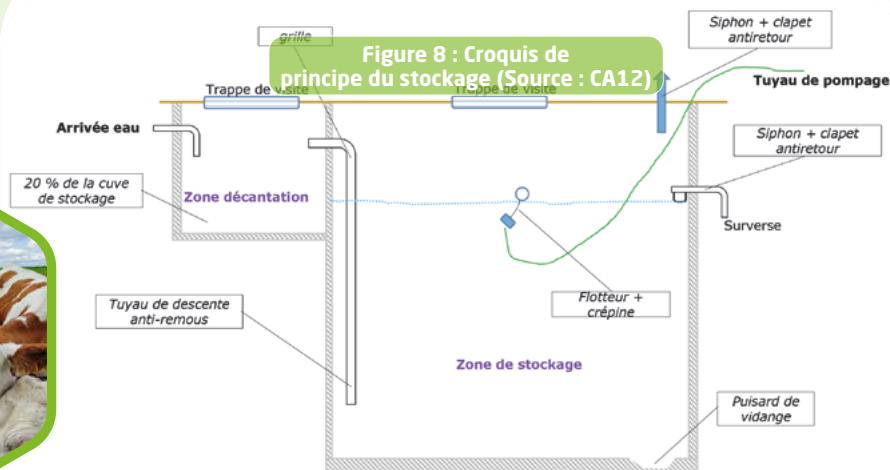 grille
Figure 8 : Croquis de
principe du stockage (Source : CA12)
Siphon + clapet
antiretour
Tuyau de pompage
Trappe de visite
Trappe de visite
Arrivée eau
Siphon + clapet
antiretour
20 % de la cuve
de stockage
Zone décantation
Surverse
Tuyau de descente
anti-remous
Flotteur +
crépine
Zone de stockage
Puisard de
vidange